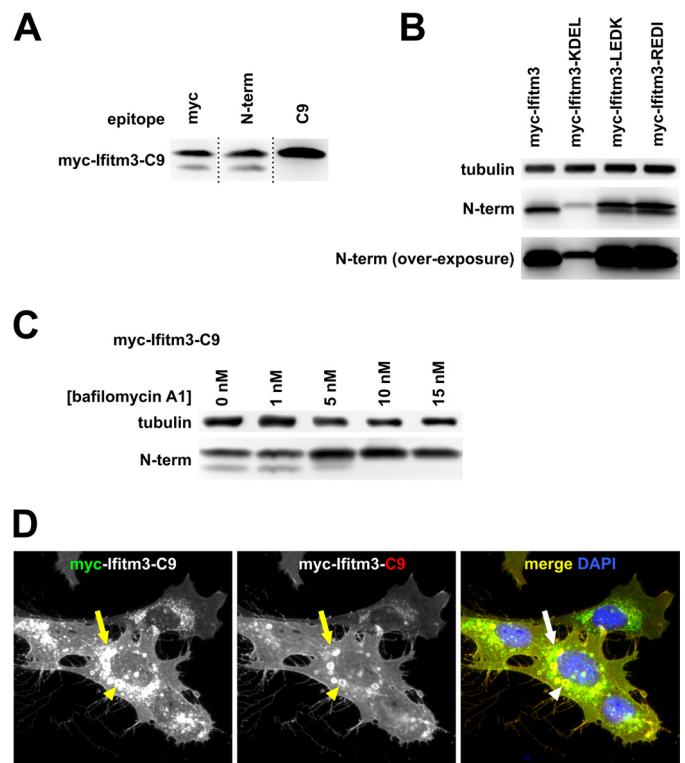 A
epitope
myc
N-term
C9
myc-Ifitm3-C9
B
myc-Ifitm3
myc-Ifitm3-KDEL
myc-Ifitm3-LEDK
myc-Ifitm3-REDI
tubulin
N-term
N-term (over-exposure)
C
myc-Ifitm3-C9
[bafilomycin A1]
0 nM
1 nM
5 nM
10 nM
15 nM
tubulin
N-term
D
myc-Ifitm3-C9
myc-Ifitm3-C9
merge DAPI